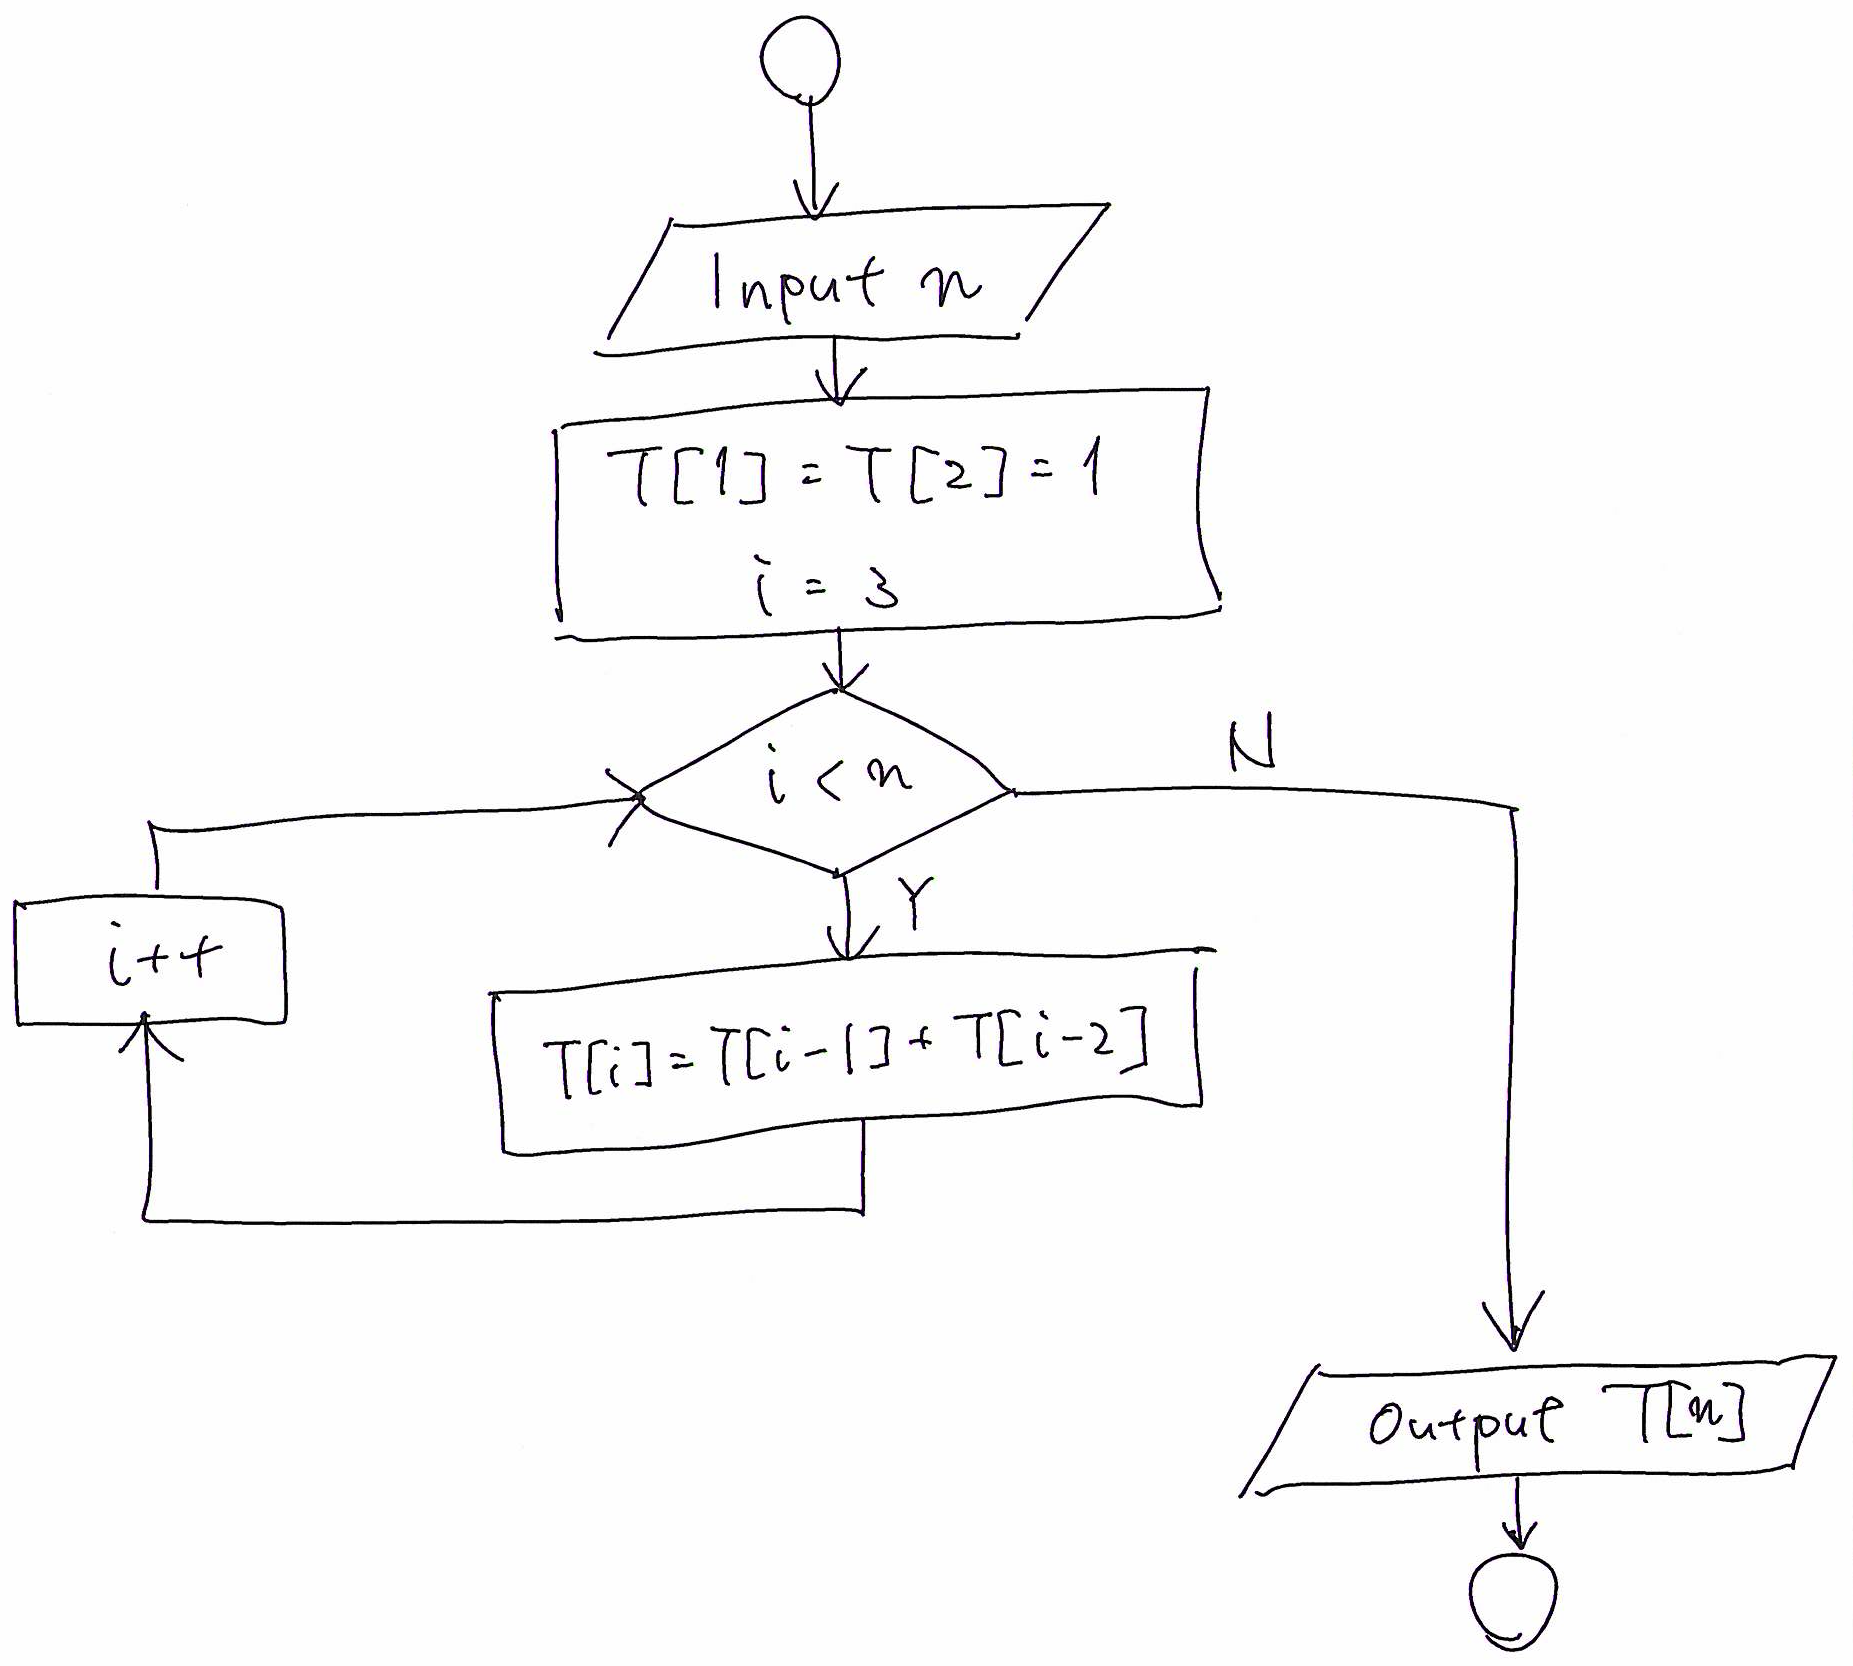 Input n
T[1] = T[2] = 1
i = 3
i < n
N
Y
i++
T[i] = T[i-1] + T[i-2]
Output T[n]